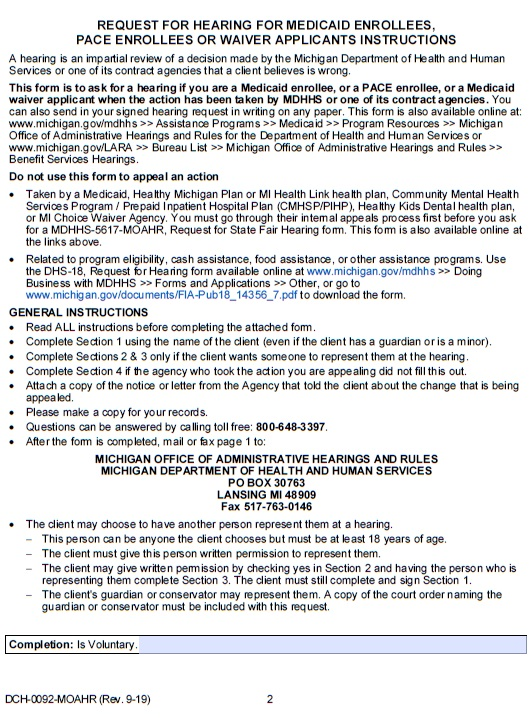 REQUEST FOR HEARING FOR MEDICAID ENROLLEES,
PACE ENROLLEES OR WAIVER APPLICANTS INSTRUCTIONS
A hearing is an impartial review of a decision made by the Michigan Department of Health and Human
Services or one of its contract agencies that a client believes is wrong.
This form is to ask for a hearing if you are a Medicaid enrollee, or a PACE enrollee, or a Medicaid
waiver applicant when the action has been taken by MDHHS or one of its contract agencies. You
can also send in your signed hearing request in writing on any paper. This form is also available online at:
www.michigan.gov/mdhhs >> Assistance Programs >> Medicaid >> Program Resources >> Michigan
Office of Administrative Hearings and Rules for the Department of Health and Human Services or
www.michigan.gov/LARA >> Bureau List >> Michigan Office of Administrative Hearings and Rules >>
Benefit Services Hearings.
Do not use this form to appeal an action
• Taken by a Medicaid, Healthy Michigan Plan or MI Health Link health plan, Community Mental Health
Services Program / Prepaid Inpatient Hospital Plan (CMHSP/PIHP), Healthy Kids Dental health plan,
or MI Choice Waiver Agency. You must go through their internal appeals process first before you ask
for a MDHHS-5617-MOAHR, Request for State Fair Hearing form. This form is also available online at
the links above.
• Related to program eligibility, cash assistance, food assistance, or other assistance programs. Use
the DHS-18, Request for Hearing form available online at www.michigan.gov/mdhhs >> Doing
Business with MDHHS >> Forms and Applications >> Other, or go to
www.michigan.gov/documents/FIA-Pub18_14356_7.pdf to download the form.
GENERAL INSTRUCTIONS
• Read ALL instructions before completing the attached form.
• Complete Section 1 using the name of the client (even if the client has a guardian or is a minor).
• Complete Sections 2 & 3 only if the client wants someone to represent them at the hearing.
• Complete Section 4 if the agency who took the action you are appealing did not fill this out.
• Attach a copy of the notice or letter from the Agency that told the client about the change that is being
appealed.
• Please make a copy for your records.
• Questions can be answered by calling toll free: 800-648-3397.
• After the form is completed, mail or fax page 1 to:
MICHIGAN OFFICE OF ADMINISTRATIVE HEARINGS AND RULES
MICHIGAN DEPARTMENT OF HEALTH AND HUMAN SERVICES
PO BOX 30763
LANSING MI 48909
Fax 517-763-0146
• The client may choose to have another person represent them at a hearing.
– This person can be anyone the client chooses but must be at least 18 years of age.
– The client must give this person written permission to represent them.
– The client may give written permission by checking yes in Section 2 and having the person who is
representing them complete Section 3. The client must still complete and sign Section 1.
– The client's guardian or conservator may represent them. A copy of the court order naming the
guardian or conservator must be included with this request.
Completion: Is Voluntary.
DCH-0092-MOAHR (Rev. 9-19) 2